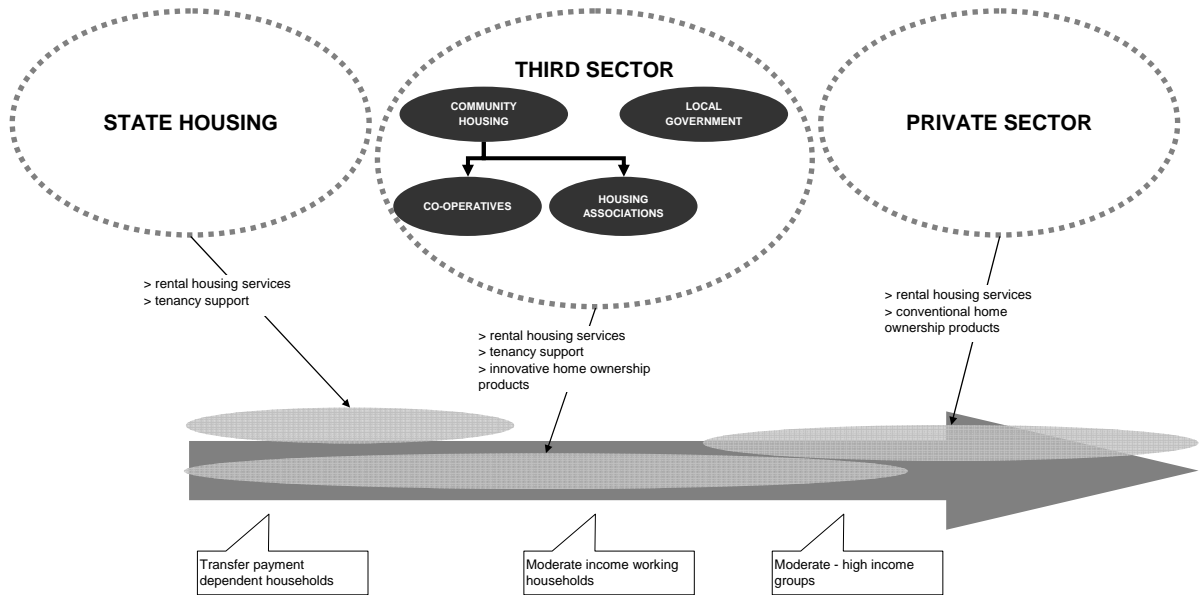 STATE HOUSING
THIRD SECTOR
COMMUNITY
HOUSING
LOCAL
GOVERNMENT
CO-OPERATIVES
HOUSING
ASSOCIATIONS
PRIVATE SECTOR
> rental housing services
> tenancy support
> rental housing services
> tenancy support
> innovative home ownership
products
> rental housing services
> conventional home
ownership products
Transfer payment
dependent households
Moderate income working
households
Moderate - high income
groups